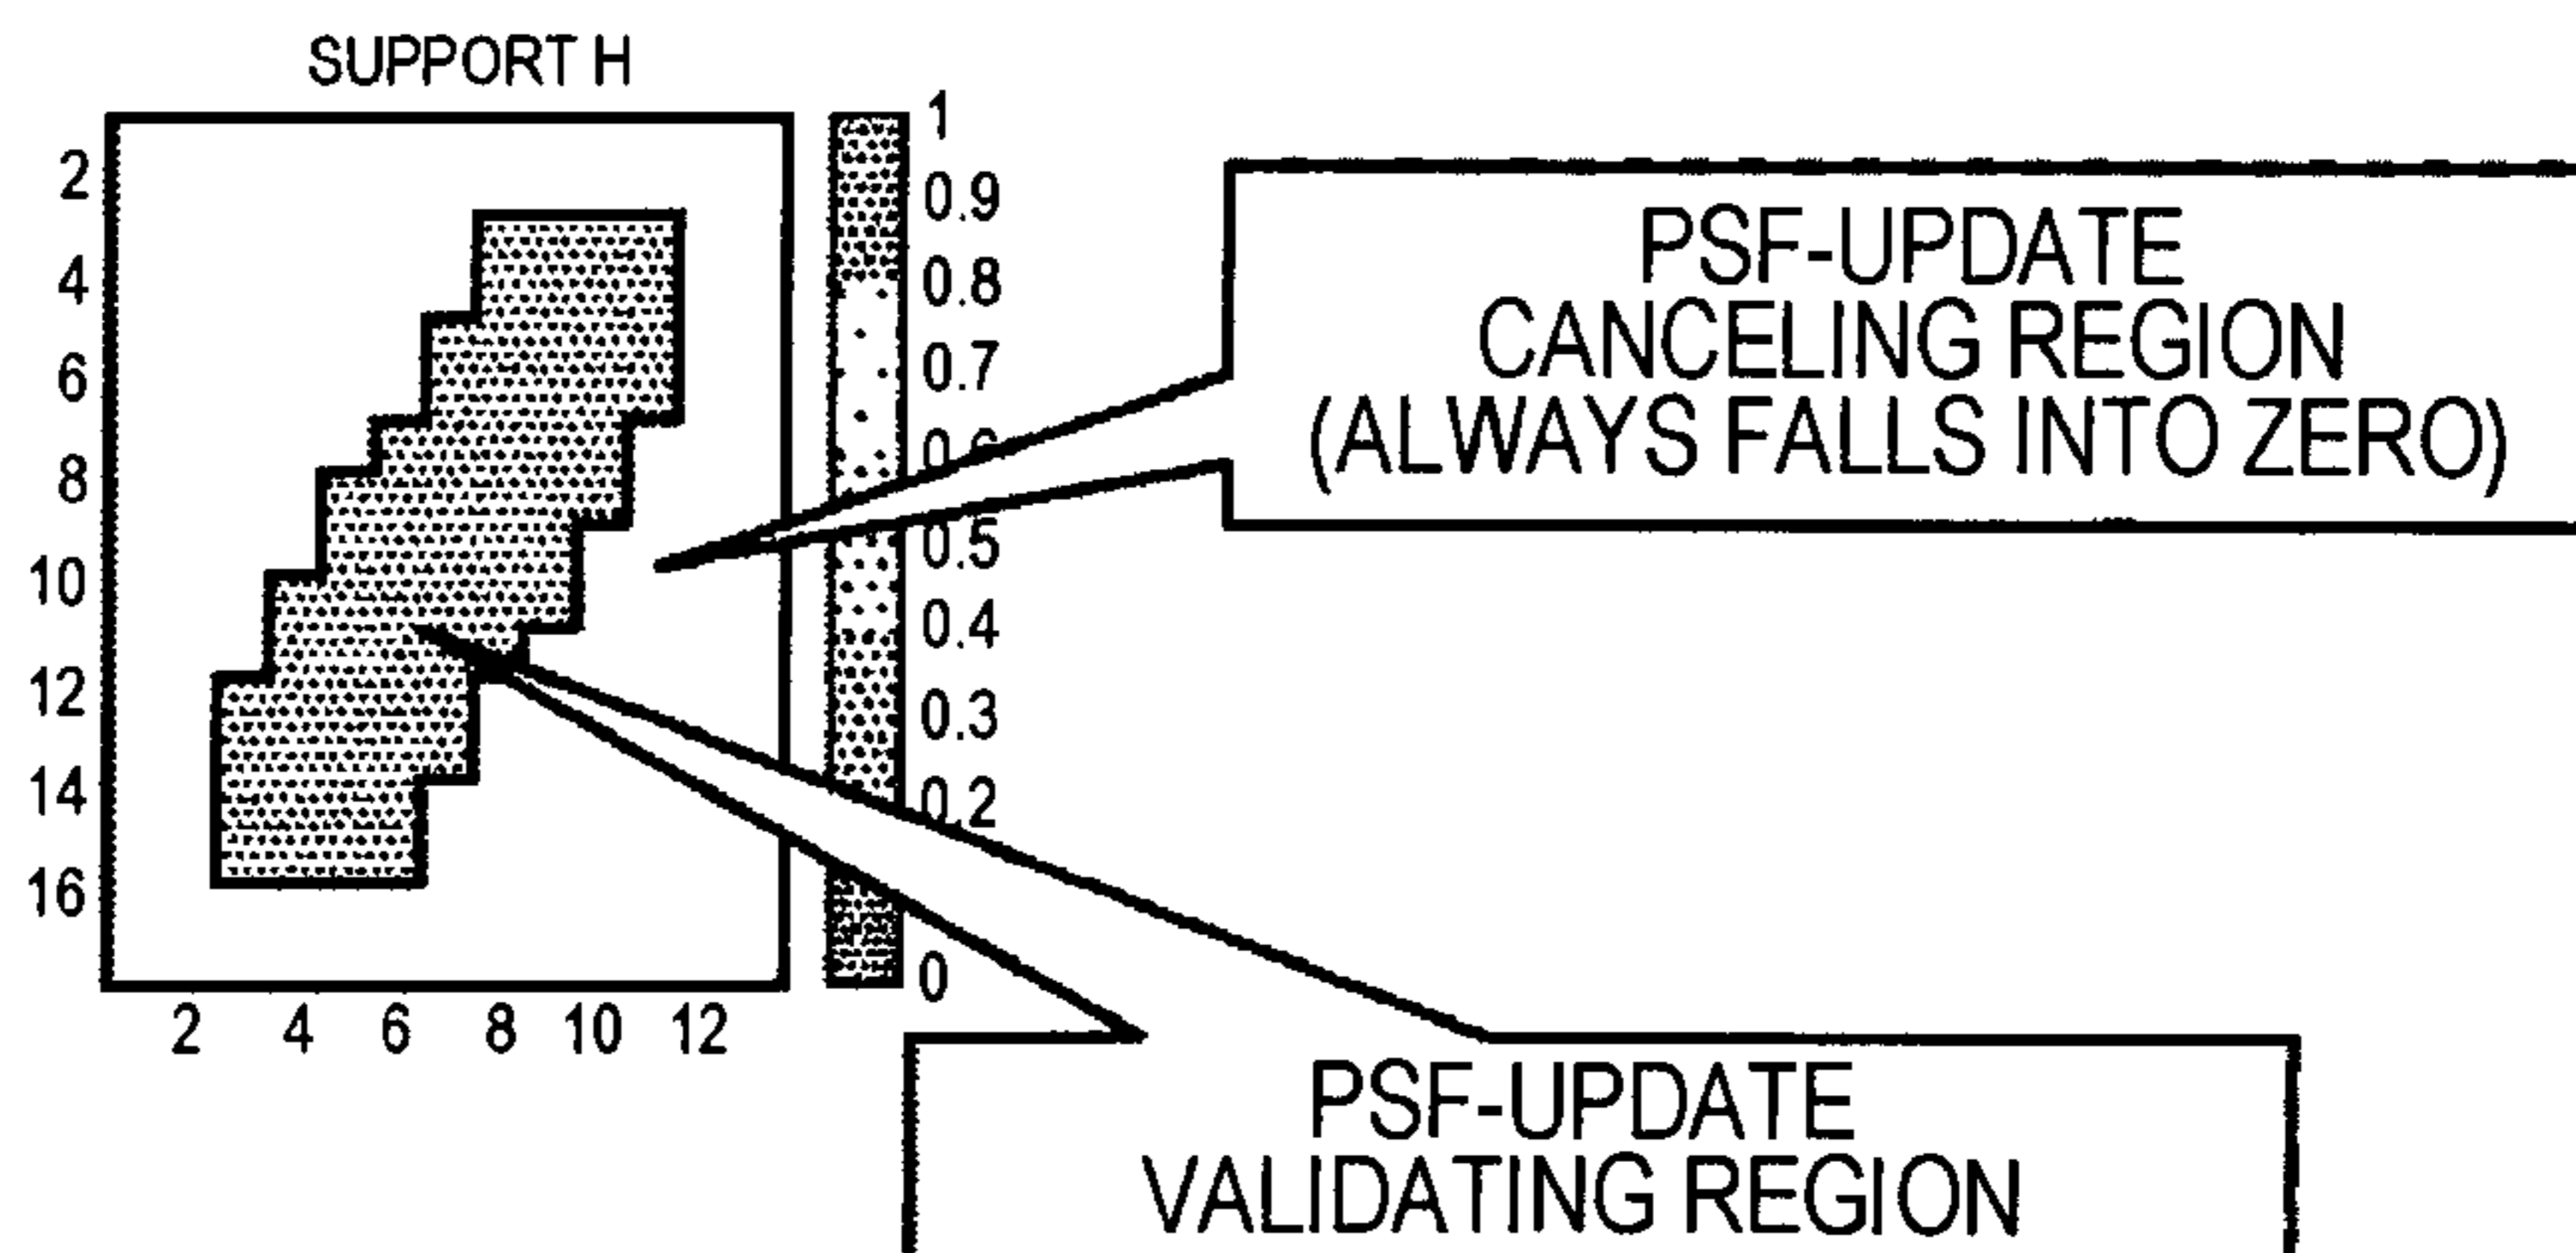 SUPPORT H
2
4
6
8
10
12
14
16
2 4 6 8 10 12
1
0.9
0.8
0.7
0.6
0.5
0.4
0.3
0.2
0
PSF-UPDATE
CANCELING REGION
(ALWAYS FALLS INTO ZERO)
PSF-UPDATE
VALIDATING REGION